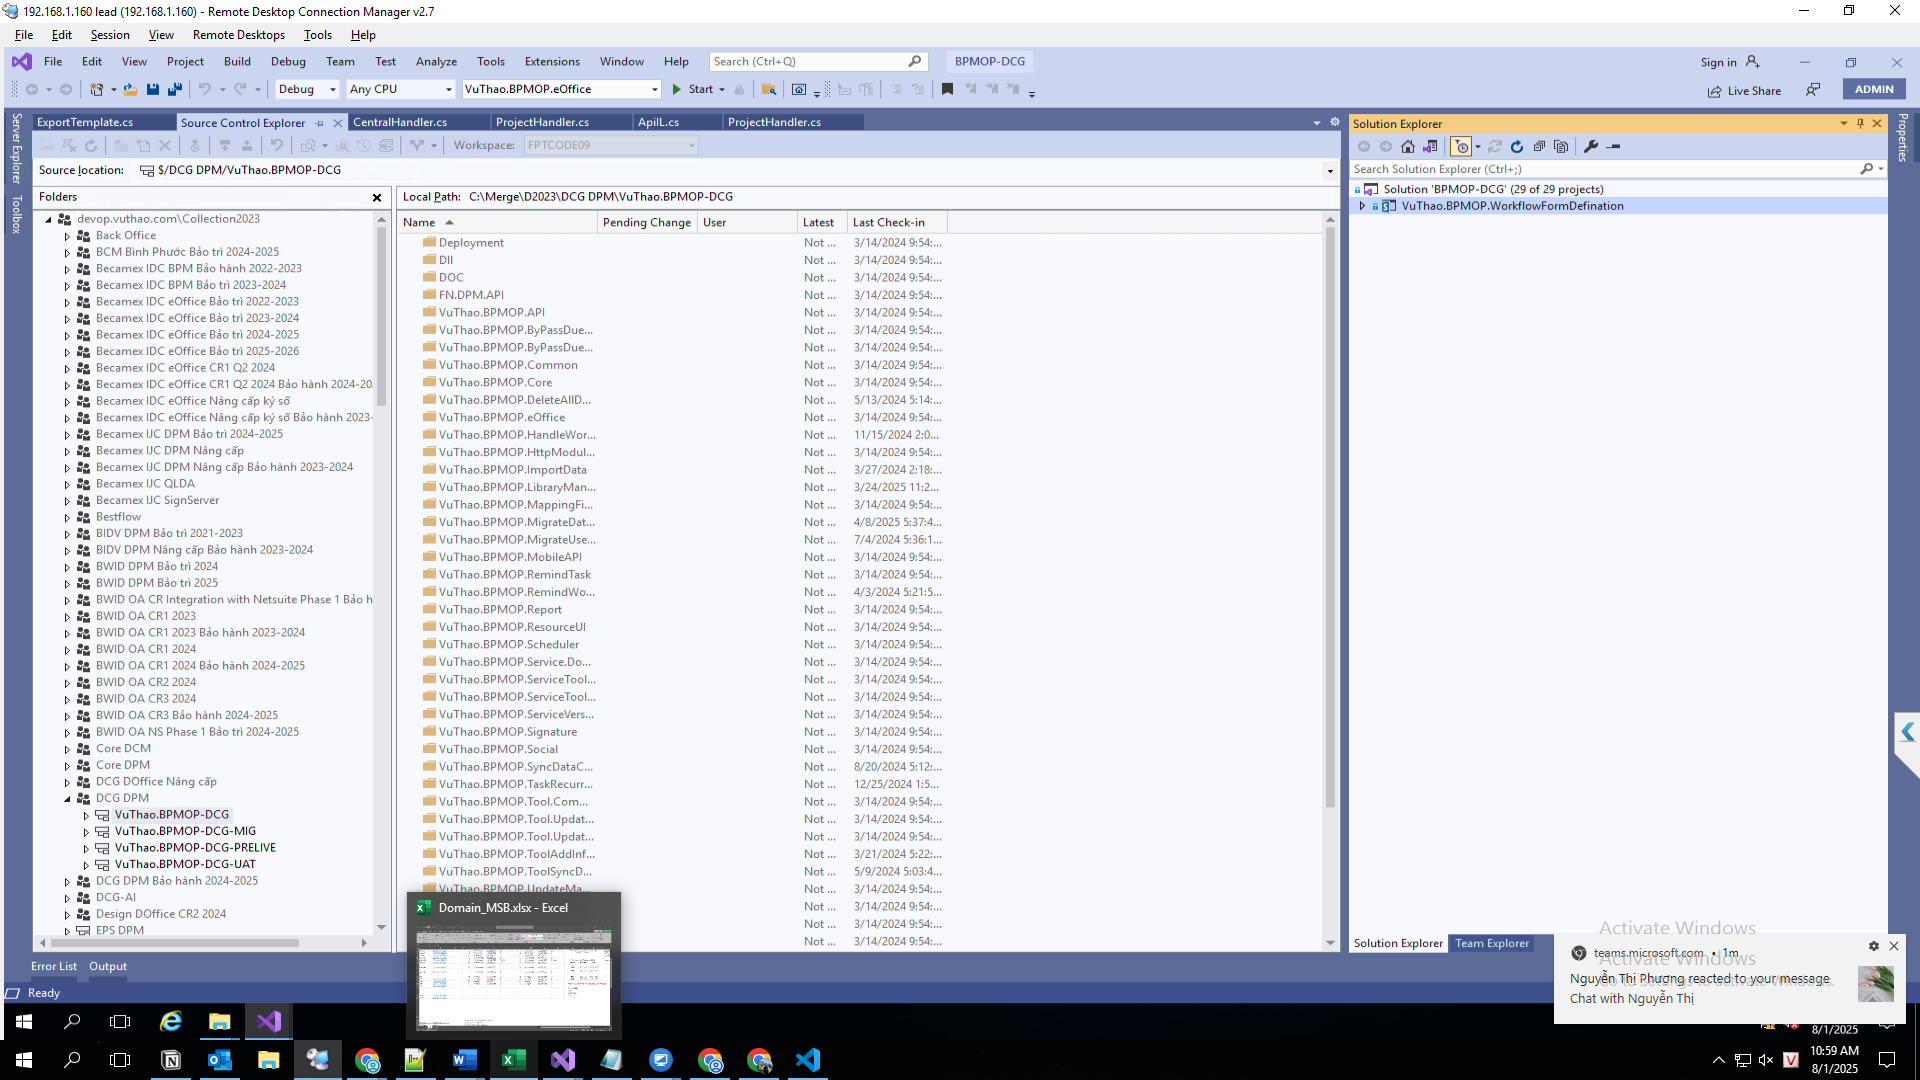 192.168.1.160 lead (192.168.1.160) - Remote Desktop Connection Manager v2.7
File Edit Session View Remote Desktops Tools Help
File Edit View Project Build Debug Team Test Analyze Tools Extensions Window Help Search (Ctrl+Q) BPMOP-DCG Sign in
Debug Any CPU VuThao.BPMOP.eOffice Start Live Share ADMIN
Server Explorer
Toolbox
ExportTemplate.cs Source Control Explorer CentralHandler.cs ProjectHandler.cs ApiIL.cs ProjectHandler.cs
Workspace: FPTCODE09
Source Location: $/DCG DPM/VuThao.BPMOP-DCG
Folders
devop.vuthao.com\Collection2023
Back Office
BCM Bình Phước Bảo trì 2024-2025
Becamex IDC BPM Bảo hành 2022-2023
Becamex IDC BPM Bảo trì 2023-2024
Becamex IDC eOffice Bảo trì 2022-2023
Becamex IDC eOffice Bảo trì 2023-2024
Becamex IDC eOffice Bảo trì 2024-2025
Becamex IDC eOffice Bảo trì 2025-2026
Becamex IDC eOffice CR1 Q2 2024
Becamex IDC eOffice CR1 Q2 2024 Bảo hành 2024-20
Becamex IDC eOffice Nâng cấp ký số
Becamex IDC eOffice Nâng cấp ký số Bảo hành 2023-
Becamex IJC DPM Bảo trì 2024-2025
Becamex IJC DPM Nâng cấp
Becamex IJC DPM Nâng cấp Bảo hành 2023-2024
Becamex IJC QLDA
Becamex IJC SignServer
Bestflow
BIDV DPM Bảo trì 2021-2023
BIDV DPM Nâng cấp Bảo hành 2023-2024
BWID DPM Bảo trì 2024
BWID DPM Bảo trì 2025
BWID OA CR Integration with Netsuite Phase 1 Bảo h
BWID OA CR1 2023
BWID OA CR1 2023 Bảo hành 2023-2024
BWID OA CR1 2024
BWID OA CR1 2024 Bảo hành 2024-2025
BWID OA CR2 2024
BWID OA CR3 2024
BWID OA CR3 Bảo hành 2024-2025
BWID OA NS Phase 1 Bảo trì 2024-2025
Core DCM
Core DPM
DCG DOffice Nâng cấp
DCG DPM
VuThao.BPMOP-DCG
VuThao.BPMOP-DCG-MIG
VuThao.BPMOP-DCG-PRELIVE
VuThao.BPMOP-DCG-UAT
DCG DPM Bảo hành 2024-2025
DCG-AI
Design DOffice CR2 2024
EPS DPM
Local Path: C:\Merge\D2023\DCG DPM\VuThao.BPMOP-DCG
Name Pending Change User Latest Last Check-in
Deployment Not ... 3/14/2024 9:54:...
Dll Not ... 3/14/2024 9:54:...
DOC Not ... 3/14/2024 9:54:...
FN.DPM.API Not ... 3/14/2024 9:54:...
VuThao.BPMOP.API Not ... 3/14/2024 9:54:...
VuThao.BPMOP.ByPassDue... Not ... 3/14/2024 9:54:...
VuThao.BPMOP.ByPassDue... Not ... 3/14/2024 9:54:...
VuThao.BPMOP.Common Not ... 3/14/2024 9:54:...
VuThao.BPMOP.Core Not ... 3/14/2024 9:54:...
VuThao.BPMOP.DeleteAllD... Not ... 5/13/2024 5:14:...
VuThao.BPMOP.eOffice Not ... 3/14/2024 9:54:...
VuThao.BPMOP.HandleWor... Not ... 11/15/2024 2:0...
VuThao.BPMOP.HttpModul... Not ... 3/14/2024 9:54:...
VuThao.BPMOP.ImportData Not ... 3/27/2024 2:18:...
VuThao.BPMOP.LibraryMan... Not ... 3/24/2025 11:2...
VuThao.BPMOP.MappingFi... Not ... 3/14/2024 9:54:...
VuThao.BPMOP.MigrateDat... Not ... 4/8/2025 5:37:4...
VuThao.BPMOP.MigrateUse... Not ... 7/4/2024 5:36:1...
VuThao.BPMOP.MobileAPI Not ... 3/14/2024 9:54:...
VuThao.BPMOP.RemindTask Not ... 3/14/2024 9:54:...
VuThao.BPMOP.RemindWo... Not ... 4/3/2024 5:21:5...
VuThao.BPMOP.Report Not ... 3/14/2024 9:54:...
VuThao.BPMOP.ResourceUI Not ... 3/14/2024 9:54:...
VuThao.BPMOP.Scheduler Not ... 3/14/2024 9:54:...
VuThao.BPMOP.Service.Do... Not ... 3/14/2024 9:54:...
VuThao.BPMOP.ServiceTool... Not ... 3/14/2024 9:54:...
VuThao.BPMOP.ServiceTool... Not ... 3/14/2024 9:54:...
VuThao.BPMOP.ServiceVers... Not ... 3/14/2024 9:54:...
VuThao.BPMOP.Signature Not ... 3/14/2024 9:54:...
VuThao.BPMOP.Social Not ... 3/14/2024 9:54:...
VuThao.BPMOP.SyncDataC... Not ... 8/20/2024 5:12:...
VuThao.BPMOP.TaskRecurr... Not ... 12/25/2024 1:5...
VuThao.BPMOP.Tool.Com... Not ... 3/14/2024 9:54:...
VuThao.BPMOP.Tool.Updat... Not ... 3/14/2024 9:54:...
VuThao.BPMOP.Tool.Updat... Not ... 3/14/2024 9:54:...
VuThao.BPMOP.ToolAddInf... Not ... 3/21/2024 5:22:...
VuThao.BPMOP.ToolSyncD... Not ... 5/9/2024 5:03:4...
VuThao.BPMOP.UpdateMa... Not ... 3/14/2024 9:54:...
Not ... 3/14/2024 9:54:...
Not ... 3/14/2024 9:54:...
Not ... 3/14/2024 9:54:...
Domain_MSB.xlsx - Excel
Solution Explorer
Search Solution Explorer (Ctrl+;)
Solution 'BPMOP-DCG' (29 of 29 projects)
VuThao.BPMOP.WorkflowFormDefination
Properties
Solution Explorer Team Explorer
Activate Windows
Activate Windows
Go to Settings to activate Windows.
teams.microsoft.com • 1m
Nguyễn Thị Phượng reacted to your message
Chat with Nguyễn Thị
Error List Output
Ready
8/1/2025
10:59 AM
8/1/2025